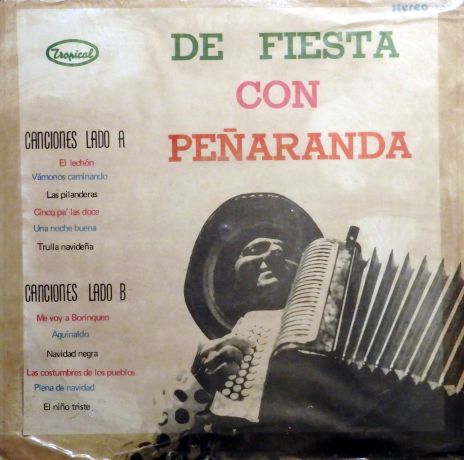 stereo
Tropical
DE FIESTA
CON
PEÑARANDA
CANCIONES LADO A
El lechón
Vámonos caminando
Las pilanderas
Cinco pa' las doce
Una noche buena
Trulla navideña
CANCIONES LADO B
Me voy a Borinquen
Aguinaldo
Navidad negra
Las costumbres de los pueblos
Plena de navidad
El niño triste